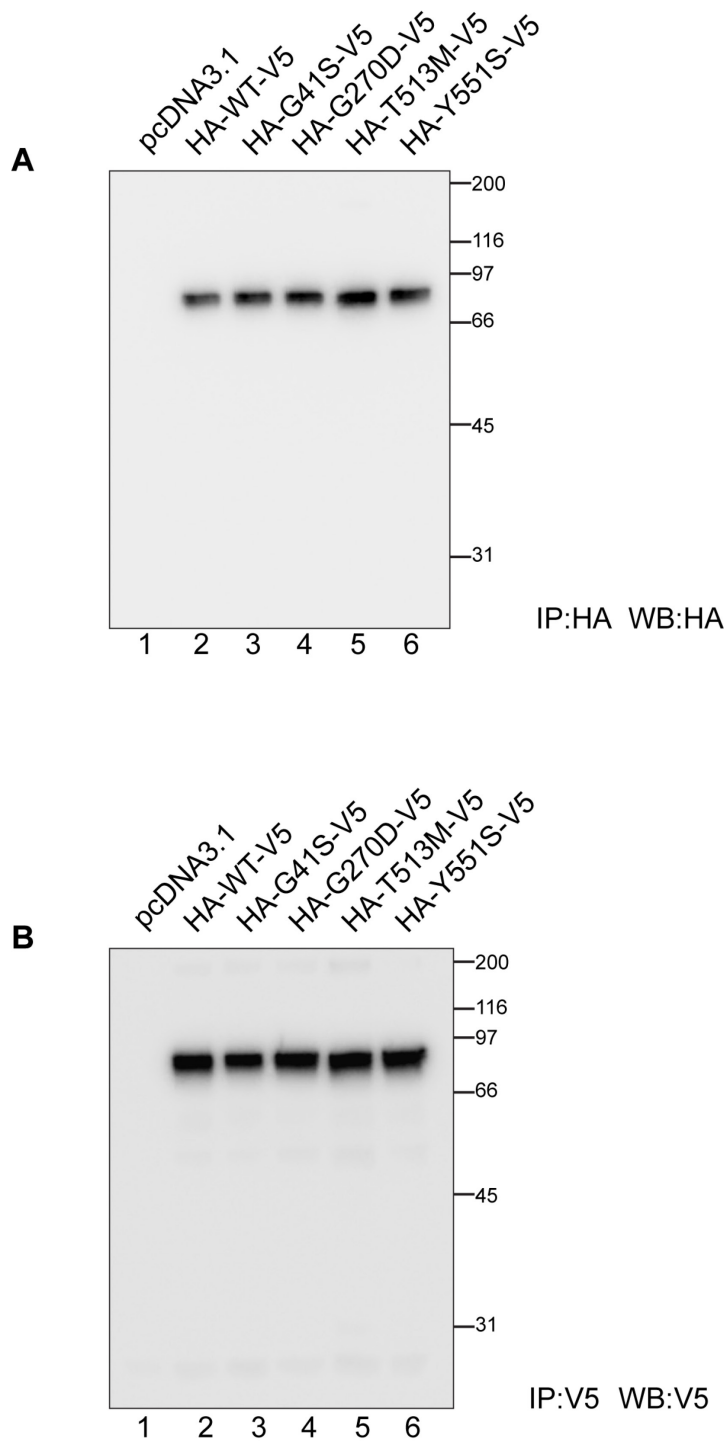 A
pcDNA3.1
HA-WT-V5
HA-G41S-V5
HA-G270D-V5
HA-T513M-V5
HA-Y551S-V5
200
116
97
66
45
31
IP:HA WB:HA
1 2 3 4 5 6
B
pcDNA3.1
HA-WT-V5
HA-G41S-V5
HA-G270D-V5
HA-T513M-V5
HA-Y551S-V5
200
116
97
66
45
31
IP:V5 WB:V5
1 2 3 4 5 6